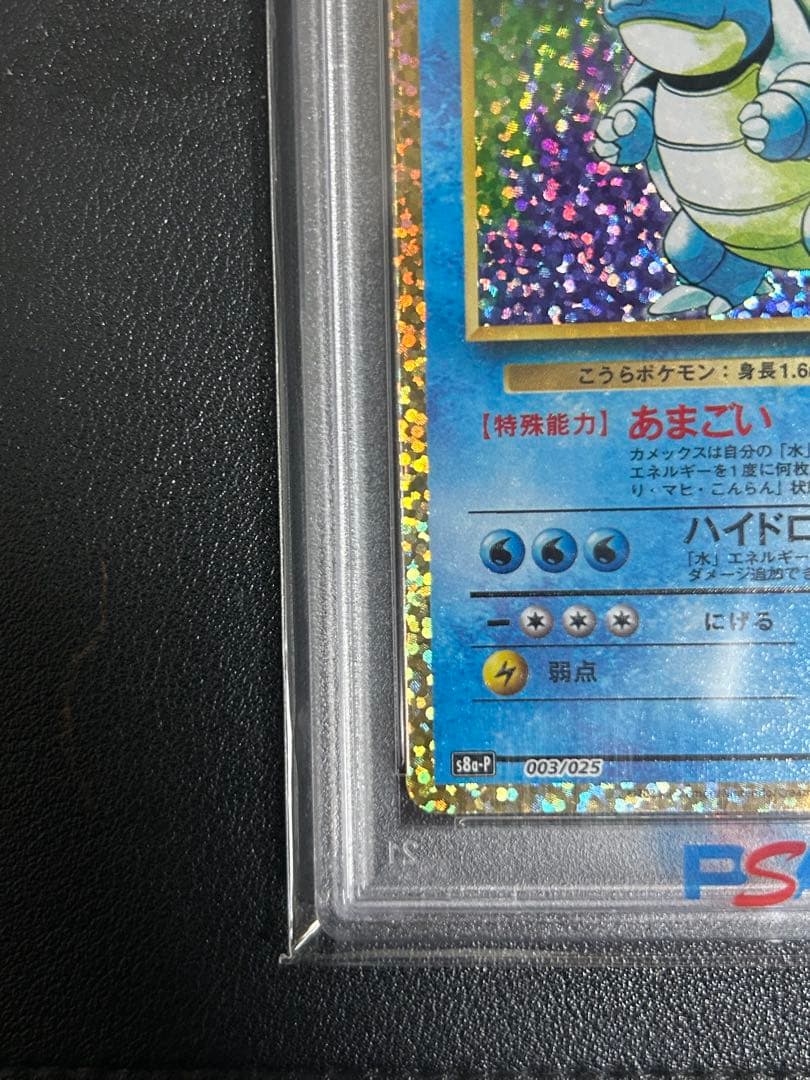 こうらポケモン：身長1.6
【特殊能力】 あまごい
カメックスは自分の「水」
エネルギーを1度に何枚
り・マヒ・こんらん」状
ハイドロ
「水」エネルギー
ダメージ追加でき
にげる
弱点
s8a-P 003/025
21
PSA